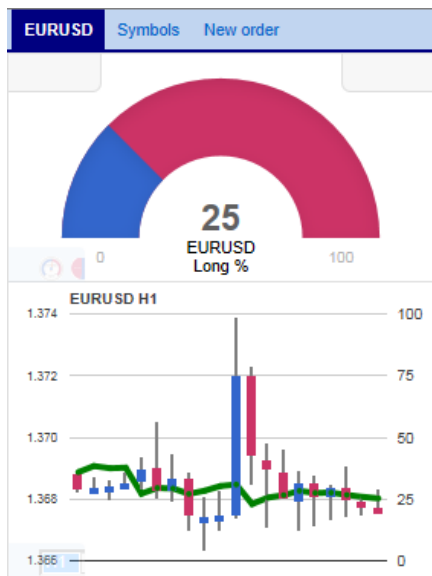 EURUSD Symbols New order
25
EURUSD
Long %
0 100
EURUSD H1
1.374 100
1.372 75
1.370 50
1.368 25
1.366 0